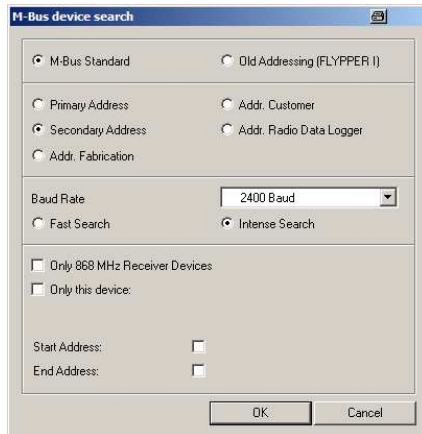 M-Bus device search
M-Bus Standard
Old Addressing (FLYPPER I)
Primary Address
Addr. Customer
Secondary Address
Addr. Radio Data Logger
Addr. Fabrication
Baud Rate
2400 Baud
Fast Search
Intense Search
Only 868 MHz Receiver Devices
Only this device:
Start Address:
End Address:
OK
Cancel